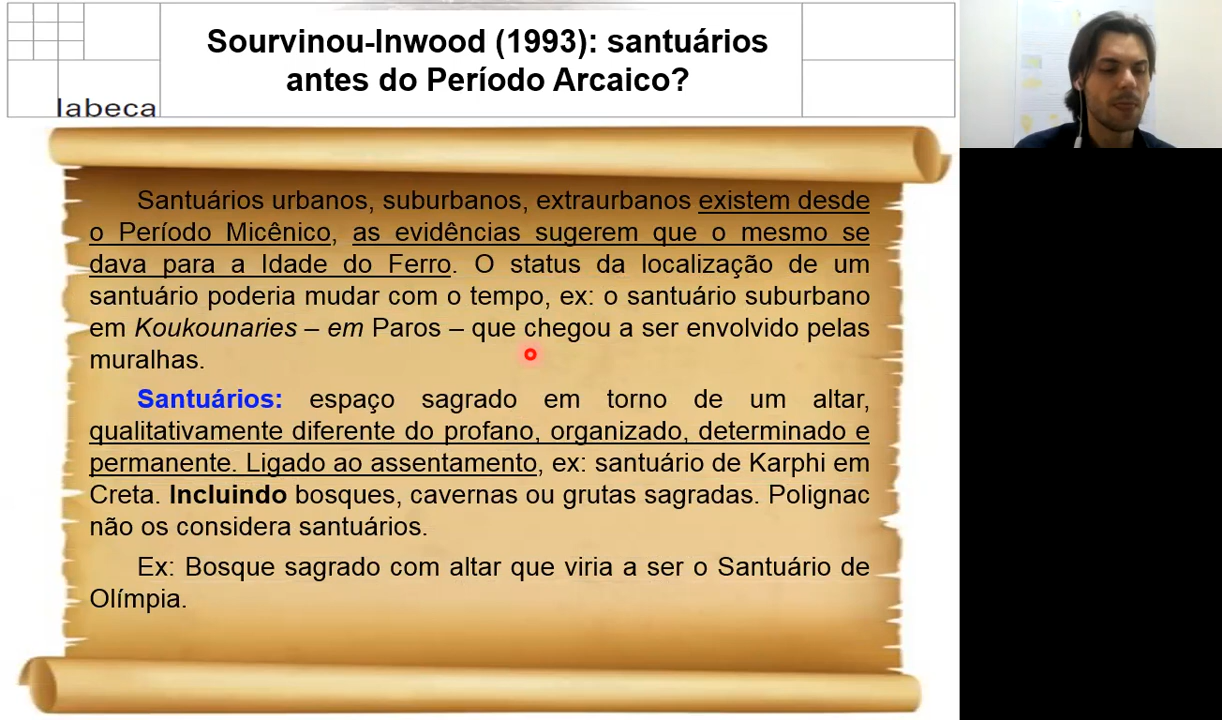 Sourvinou-Inwood (1993): santuários
antes do Período Arcaico?
labeca
Santuários urbanos, suburbanos, extraurbanos existem desde
o Período Micênico, as evidências sugerem que o mesmo se
dava para a Idade do Ferro. O status da localização de um
santuário poderia mudar com o tempo, ex: o santuário suburbano
em Koukounaries – em Paros – que chegou a ser envolvido pelas
muralhas.
Santuários: espaço sagrado em torno de um altar,
qualitativamente diferente do profano, organizado, determinado e
permanente. Ligado ao assentamento, ex: santuário de Karphi em
Creta. Incluindo bosques, cavernas ou grutas sagradas. Polignac
não os considera santuários.
Ex: Bosque sagrado com altar que viria a ser o Santuário de
Olímpia.